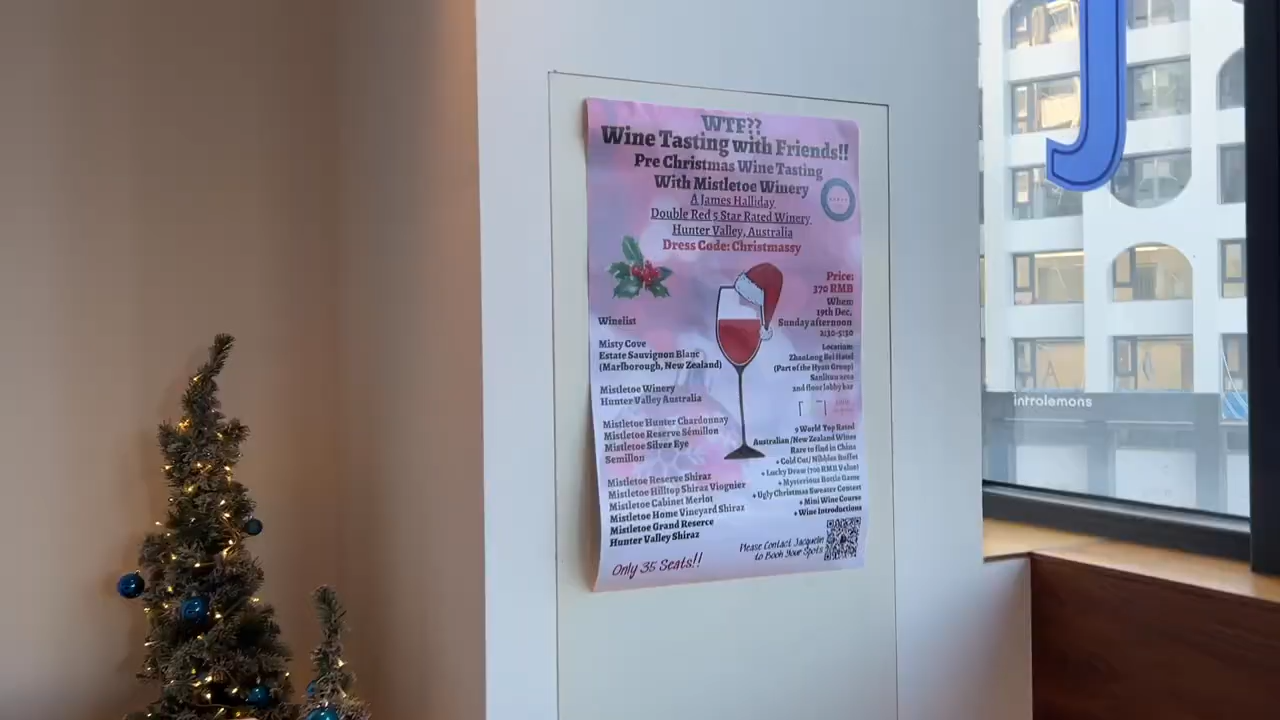 WTF??
Wine Tasting with Friends!!
Pre Christmas Wine Tasting
With Mistletoe Winery
A James Halliday
Double Red 5 Star Rated Winery
Hunter Valley, Australia
Dress Code: Christmassy
Winelist
Misty Cove
Estate Sauvignon Blanc
(Marlborough, New Zealand)
Mistletoe Winery
Hunter Valley Australia
Mistletoe Hunter Chardonnay
Mistletoe Reserve Sémillon
Mistletoe Silver Eye
Semillon
Mistletoe Reserve Shiraz
Mistletoe Hilltop Shiraz Viognier
Mistletoe Cabinet Merlot
Mistletoe Home Vineyard Shiraz
Mistletoe Grand Reserce
Hunter Valley Shiraz
Only 35 Seats!!
Price:
370 RMB
When:
19th Dec,
Sunday afternoon
2:30-5:30
Location:
ZhaoLong Bei Hotel
(Part of the Hyatt Group)
Sanlitun area
2nd floor lobby bar
9 World Top Rated
Australian /New Zealand Wines
Rare to find in China
+ Cold Cut/ Nibbles Buffet
+ Lucky Draw (700 RMB Value)
+ Mysterious Bottle Game
+ Ugly Christmas Sweater Contest
+ Mini Wine Course
+ Wine Introductions
Please Contact Jacquelin
to Book Your Spots
J
introlemons